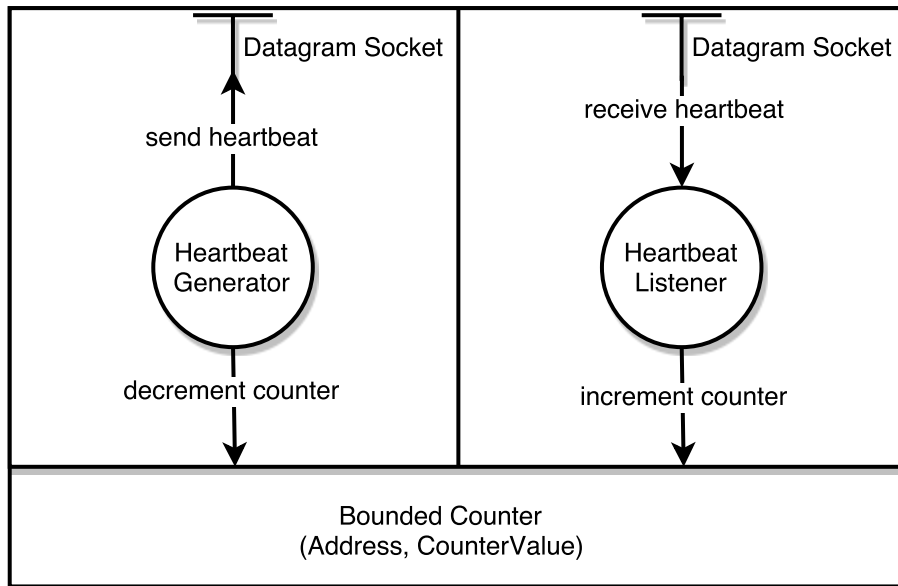 Datagram Socket
send heartbeat
Heartbeat
Generator
decrement counter
Datagram Socket
receive heartbeat
Heartbeat
Listener
increment counter
Bounded Counter
(Address, CounterValue)